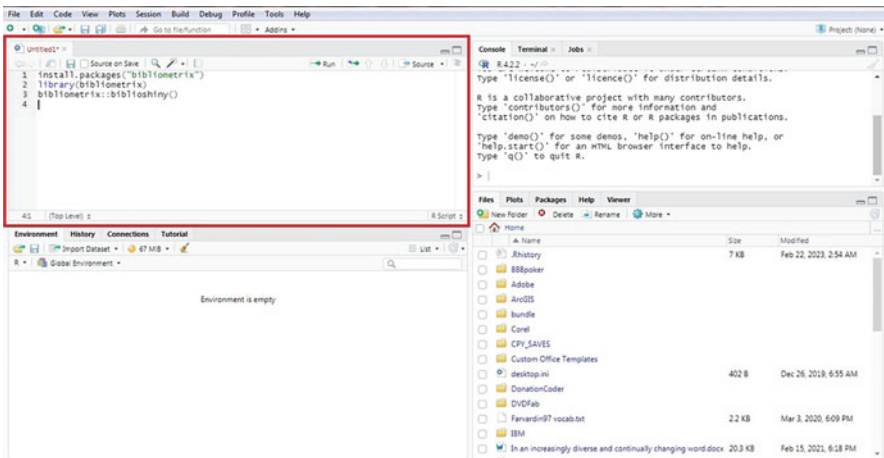 File Edit Code View Plots Session Build Debug Profile Tools Help
Go to file/function Addins
Project: (None)
Untitled1*
Source on Save Run Source
1 install.packages("bibliometrix")
2 library(bibliometrix)
3 bibliometrix::biblioshiny()
4
4:1 (Top Level) R Script
Environment History Connections Tutorial
Import Dataset 67 MiB List
R Global Environment
Environment is empty
Console Terminal Jobs
R 4.2.2 · ~/
Type 'license()' or 'licence()' for distribution details.
R is a collaborative project with many contributors.
Type 'contributors()' for more information and
'citation()' on how to cite R or R packages in publications.
Type 'demo()' for some demos, 'help()' for on-line help, or
'help.start()' for an HTML browser interface to help.
Type 'q()' to quit R.
>
Files Plots Packages Help Viewer
New Folder Delete Rename More
Home
Name Size Modified
.Rhistory 7 KB Feb 22, 2023, 2:54 AM
888poker
Adobe
ArcGIS
bundle
Corel
CPY_SAVES
Custom Office Templates
desktop.ini 402 B Dec 26, 2019, 6:55 AM
DonationCoder
DVDFab
Farvardin97 vocab.txt 2.2 KB Mar 3, 2020, 6:09 PM
IBM
In an increasingly diverse and continually changing word.docx 20.3 KB Feb 15, 2021, 6:18 PM